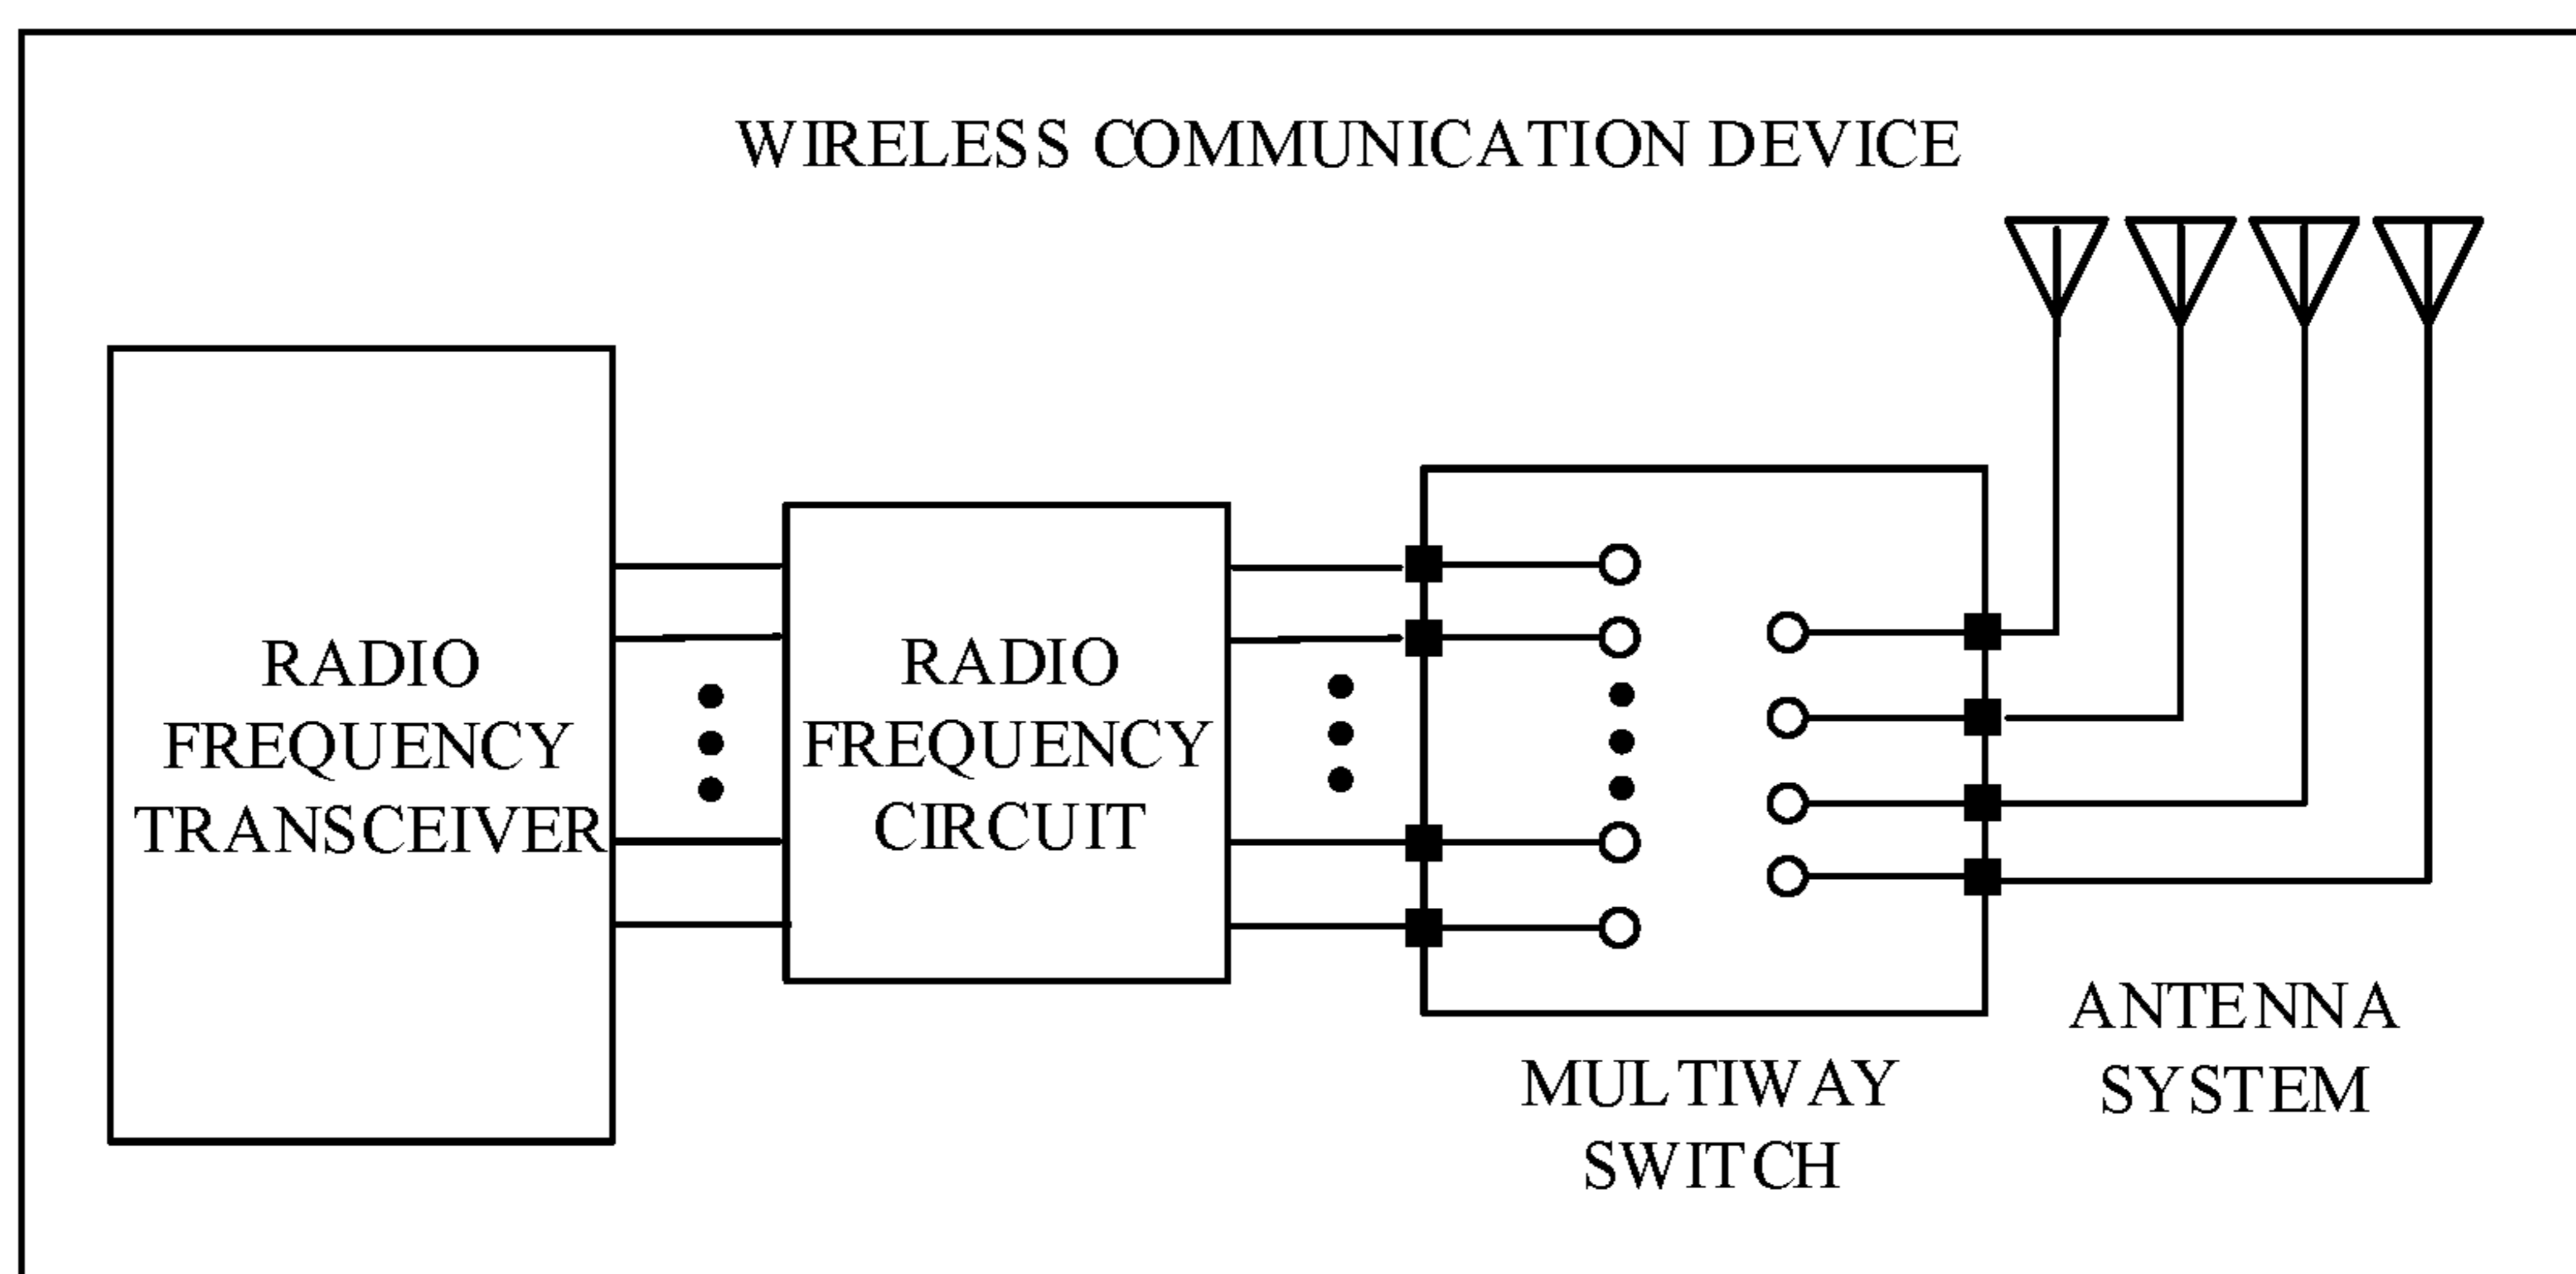 WIRELESS COMMUNICATION DEVICE
RADIO
FREQUENCY
TRANSCEIVER
RADIO
FREQUENCY
CIRCUIT
MULTIWAY
SWITCH
ANTENNA
SYSTEM